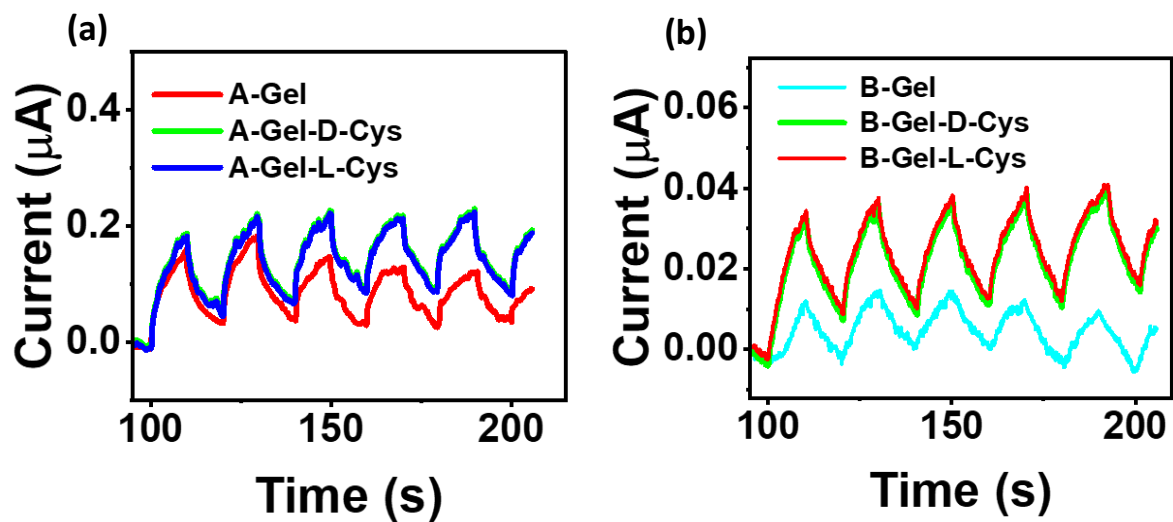 (a)
A-Gel
A-Gel-D-Cys
A-Gel-L-Cys
Current (μA)
0.4
0.2
0.0
100
150
200
Time (s)
(b)
B-Gel
B-Gel-D-Cys
B-Gel-L-Cys
Current (μA)
0.06
0.04
0.02
0.00
100
150
200
Time (s)